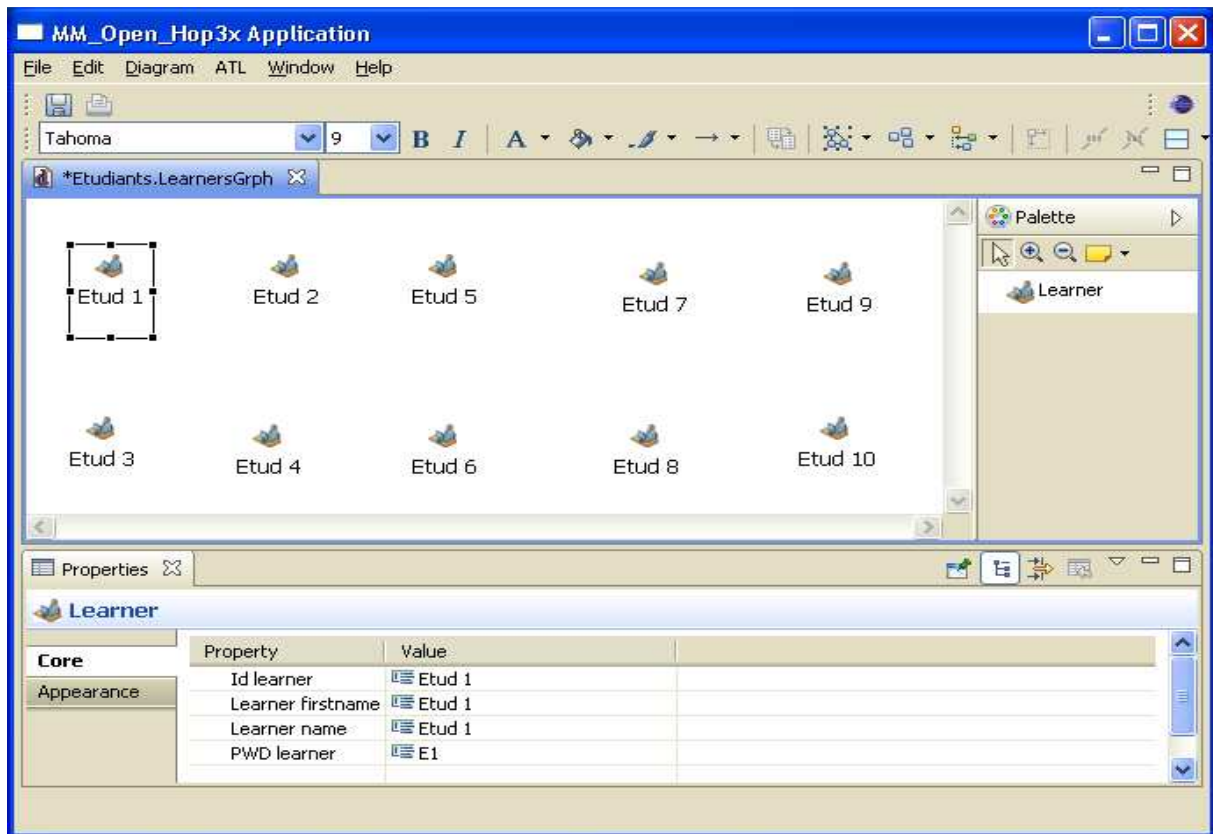 MM_Open_Hop3x Application
File Edit Diagram ATL Window Help
Tahoma 9 B I A
*Etudiants.LearnersGrph
Palette
Learner
Etud 1 Etud 2 Etud 5 Etud 7 Etud 9
Etud 3 Etud 4 Etud 6 Etud 8 Etud 10
Properties
Learner
Core
Appearance
Property Value
Id learner Etud 1
Learner firstname Etud 1
Learner name Etud 1
PWD learner E1